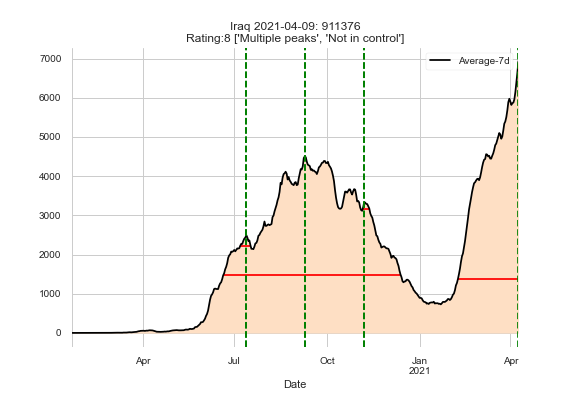 Iraq 2021-04-09: 911376
Rating:8 ['Multiple peaks', 'Not in control']
Average-7d
7000
6000
5000
4000
3000
2000
1000
0
Apr
Jul
Oct
Jan
2021
Apr
Date